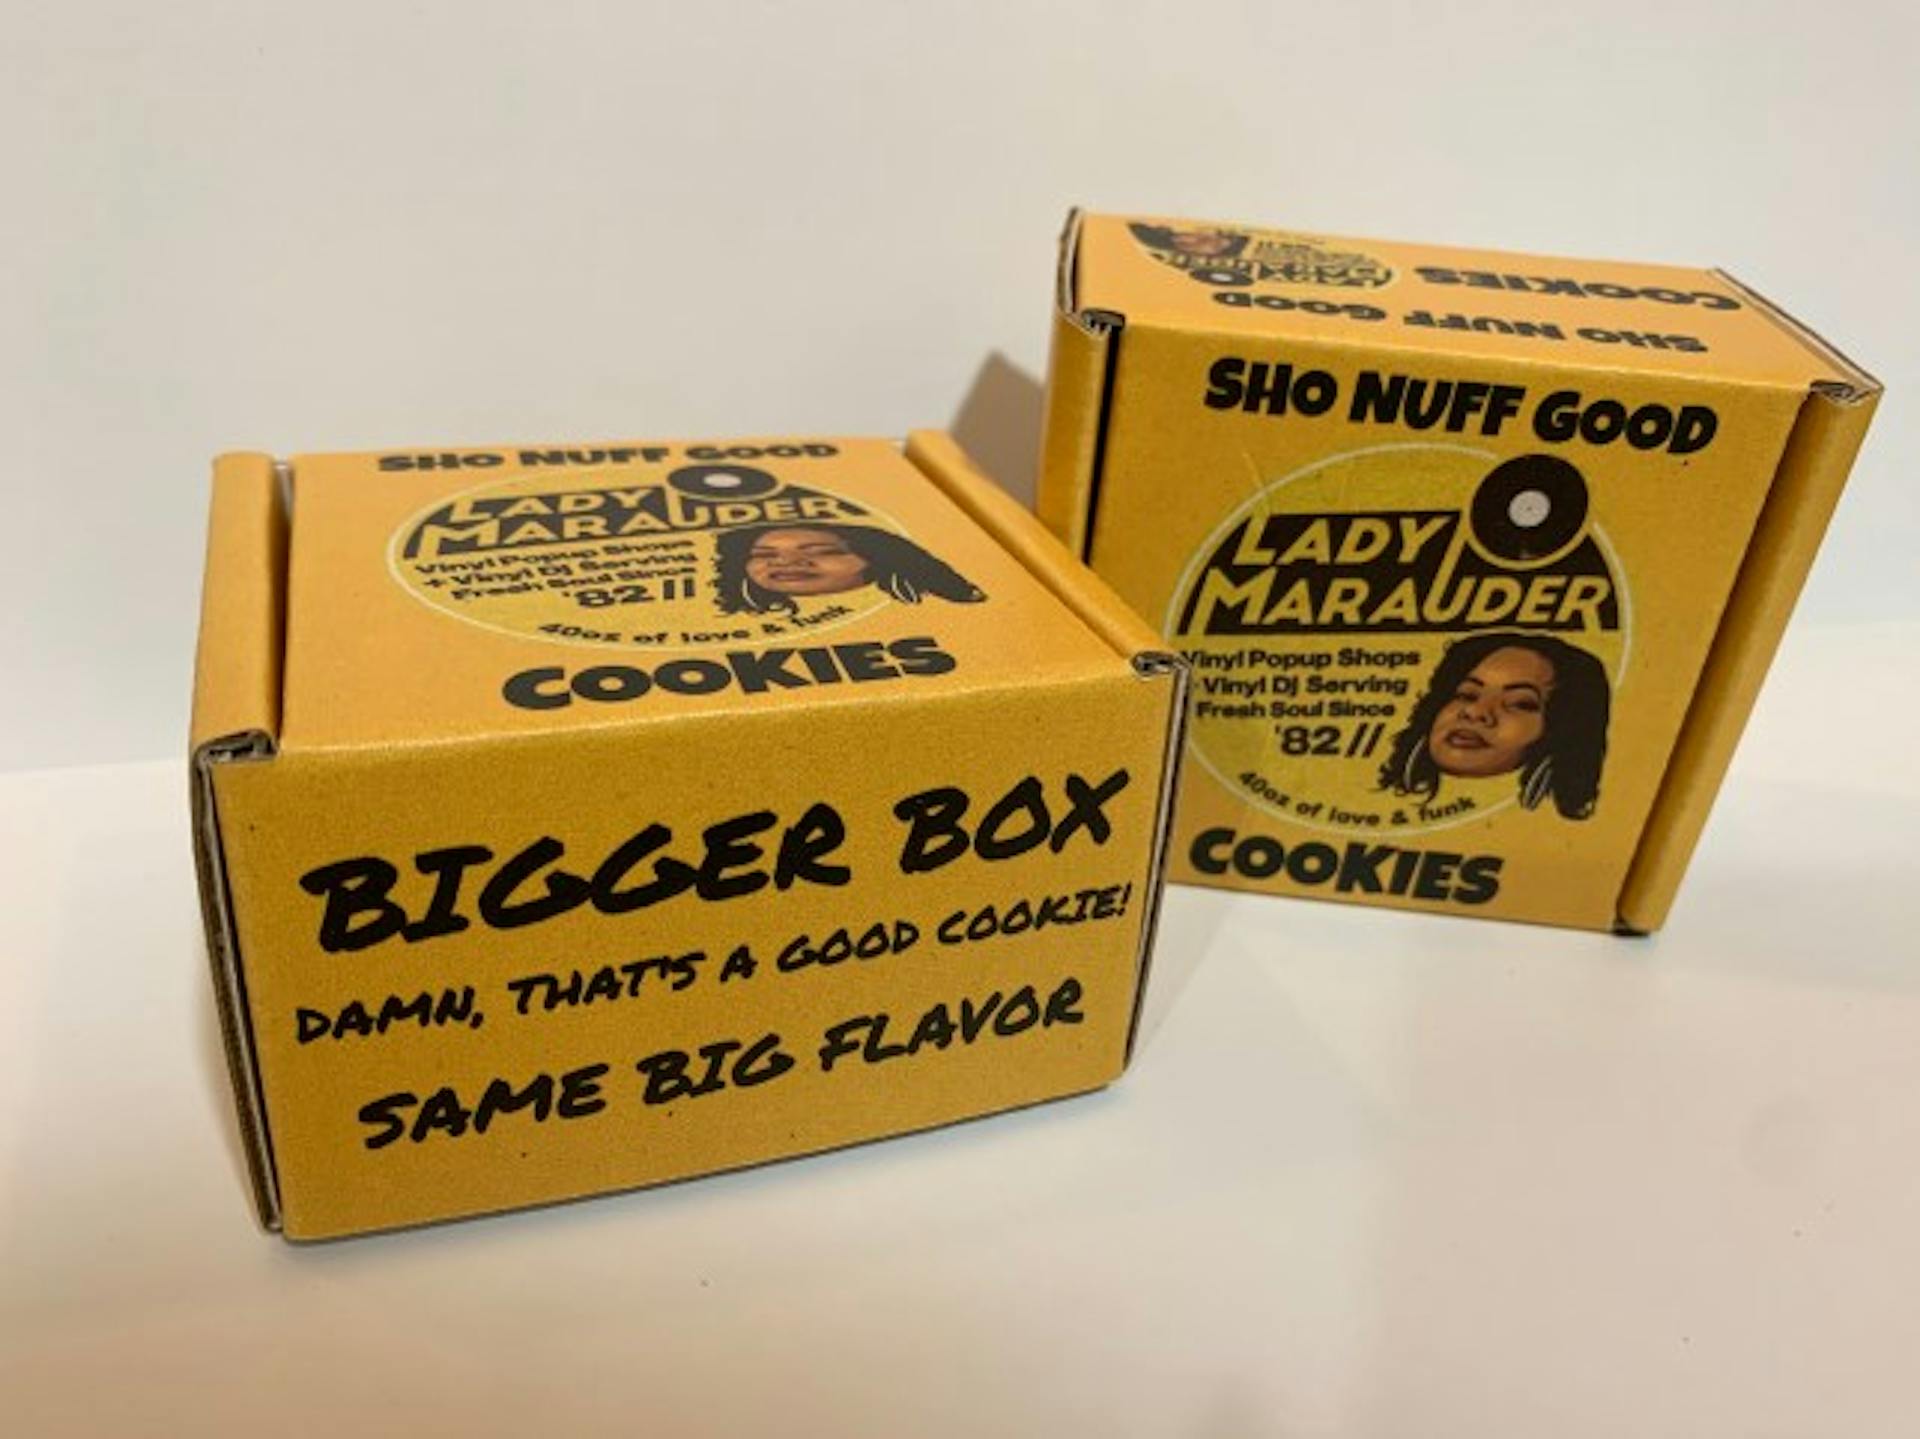 SHO NUFF GOOD
LADY
MARAUDER
Vinyl Popup Shops
+ Vinyl Dj Serving
Fresh Soul Since
'82 //
40oz of love & funk
COOKIES
BIGGER BOX
DAMN, THAT'S A GOOD COOKIE!
SAME BIG FLAVOR
COOKIES
SHO NUFF GOOD
LADY
MARAUDER
SHO NUFF GOOD
LADY
MARAUDER
Vinyl Popup Shops
Vinyl Dj Serving
Fresh Soul Since
'82 //
40oz of love & funk
COOKIES